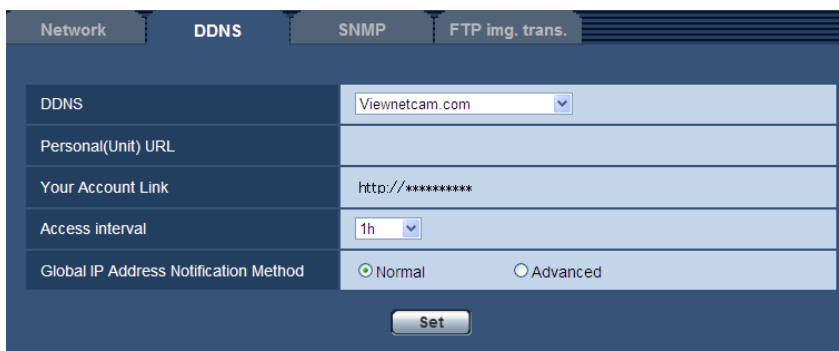 Network DDNS SNMP FTP img. trans.
DDNS Viewnetcam.com
Personal(Unit) URL
Your Account Link http://**********
Access interval 1h
Global IP Address Notification Method Normal Advanced
Set